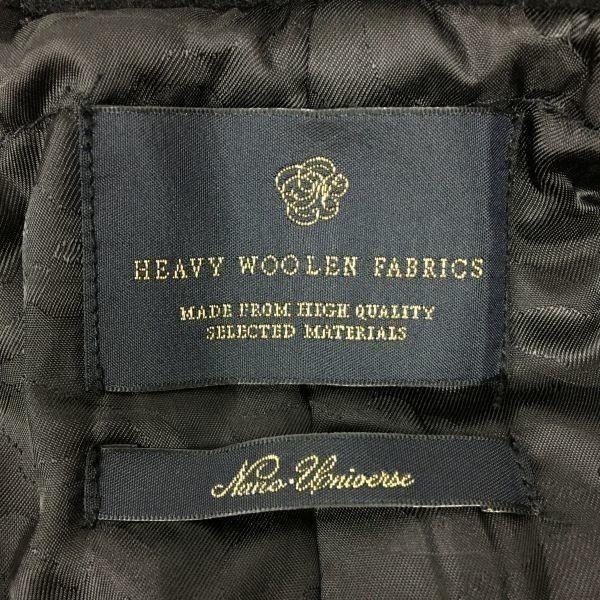 HEAVY WOOLEN FABRICS
MADE FROM HIGH QUALITY
SELECTED MATERIALS
Nano·Universe